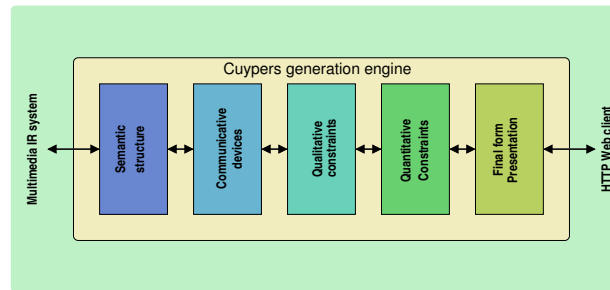 Cuypers generation engine
Multimedia IR system
Semantic
structure
Communicative
devices
Qualitative
constraints
Quantitative
Constraints
Final form
Presentation
HTTP Web client